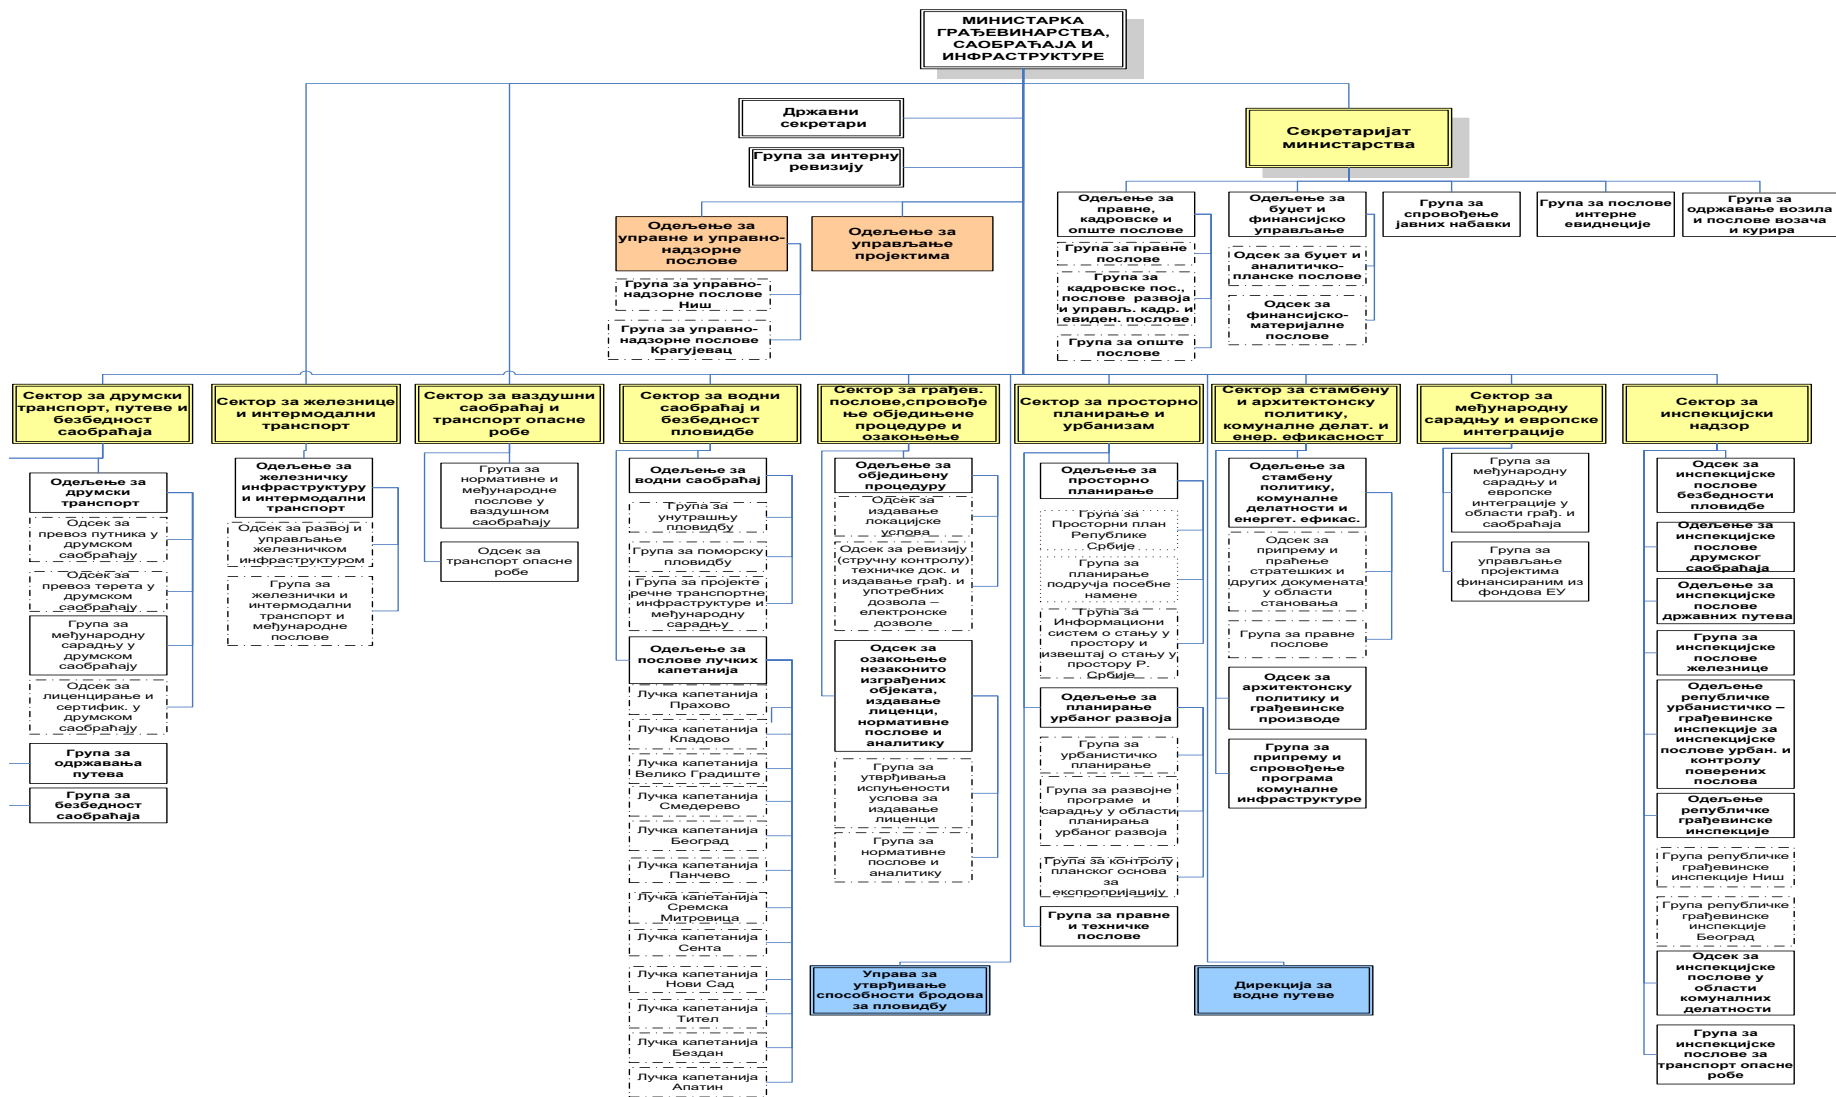 МИНИСТАРКА
ГРАЂЕВИНАРСТВА,
САОБРАЋАЈА И
ИНФРАСТРУКТУРЕ
Државни
секретари
Група за интерну
ревизију
Секретаријат
министарства
Одељење за
управне и управно-
надзорне
послове
Група за управно-
надзорне послове
Ниш
Група за управно-
надзорне послове
Крагујевац
Одељење за
управљање
пројектима
Одељење за
правне,
кадровске и
опште послове
Група за правне
послове
Група за
кадровске пос.,
послове развоја
и управљ. кадр. и
евиден. послове
Група за опште
послове
Одељење за
буџет и
финансијско
управљање
Одсек за буџет и
аналитичко-
планске послове
Одсек за
финансијско-
материјалне
послове
Група за
спровођење
јавних набавки
Група за послове
интерне
евиднеције
Група за
одржавање возила
и послове возача
и курира
Сектор за друмски
транспорт, путеве и
безбедност
саобраћаја
Одељење за
друмски
транспорт
Одсек за
превоз путника у
друмском
саобраћају
Одсек за
превоз терета у
друмском
саобраћају
Група за
међународну
сарадњу у
друмском
саобраћају
Одсек за
лиценцирање и
сертифик. у
друмском
саобраћају
Група за
одржавања
путева
Група за
безбедност
саобраћаја
Сектор за железнице
и интермодални
транспорт
Одељење за
железничку
инфраструктуру
и интермодални
транспорт
Одсек за развој и
управљање
железничком
инфраструктуром
Група за
железнички и
интермодални
транспорт и
међународне
послове
Сектор за ваздушни
саобраћај и
транспорт опасне
робе
Група за
нормативне и
међународне
послове у
ваздушном
саобраћају
Одсек за
транспорт опасне
робе
Сектор за водни
саобраћај и
безбедност
пловидбе
Одељење за
водни саобраћај
Група за
унутрашњу
пловидбу
Група за поморску
пловидбу
Група за пројекте
речне транспортне
инфраструктуре и
међународну
сарадњу
Одељење за
послове лучких
капетанија
Лучка капетанија
Прахово
Лучка капетанија
Кладово
Лучка капетанија
Велико Градиште
Лучка капетанија
Смедерево
Лучка капетанија
Београд
Лучка капетанија
Панчево
Лучка капетанија
Сремска
Митровица
Лучка капетанија
Сента
Лучка капетанија
Нови Сад
Лучка капетанија
Тител
Лучка капетанија
Бездан
Лучка капетанија
Апатин
Сектор за грађев.
послове,спровође
ње обједињене
процедуре и
озакоњење
Одељење за
обједињену
процедуру
Одсек за
издавање
локацијске
услова
Одсек за ревизију
(стручну контролу)
техничке док. и
издавање грађ. и
употребних
дозвола –
електронске
дозволе
Одсек за
озакоњење
незаконито
изграђених
објеката,
издавање
лиценци,
нормативне
послове и
аналитику
Група за
утврђивања
испуњености
услова за
издавање
лиценци
Група за
нормативне
послове и
аналитику
Сектор за просторно
планирање и
урбанизам
Одељење за
просторно
планирање
Група за
Просторни план
Републике
Србије
Група за
планирање
подручја посебне
намене
Група за
Информациони
систем о стању у
простору и
извештај о стању у
простору Р.
Србије
Одељење за
планирање
урбаног развоја
Група за
урбанистичко
планирање
Група за развојне
програме и
сарадњу у области
планирања
урбаног развоја
Група за контролу
планског основа
за
експропријацију
Група за правне
и техничке
послове
Сектор за стамбену
и архитектонску
политику,
комуналне делат. и
енер. ефикасност
Одељење за
стамбену
политику,
комуналне
делатности и
енергет. ефикас.
Одсек за
припрему и
праћење
стратешких и
других докумената
у области
становања
Група за правне
послове
Одсек за
архитектонску
политику и
грађевинске
производе
Група за
припрему и
спровођење
програма
комуналне
инфраструктуре
Сектор за
међународну
сарадњу и европске
интеграције
Група за
међународну
сарадњу и
европске
интеграције у
области грађ. и
саобраћаја
Група за
управљање
пројектима
финансираним из
фондова ЕУ
Сектор за
инспекцијски
надзор
Одсек за
инспекцијске
послове
безбедности
пловидбе
Одељење за
инспекцијске
послове
друмског
саобраћаја
Одељење за
инспекцијске
послове
државних путева
Група за
инспекцијске
послове
железнице
Одељење
републичке
урбанистичко –
грађевинске
инспекције за
инспекцијске
послове урбан. и
контролу
поверених
послова
Одељење
републичке
грађевинске
инспекције
Група републичке
грађевинске
инспекције Ниш
Група републичке
грађевинске
инспекције
Београд
Одсек за
инспекцијске
послове у
области
комуналних
делатности
Група за
инспекцијске
послове за
транспорт опасне
робе
Управа за
утврђивање
способности бродова
за пловидбу
Дирекција за
водне путеве